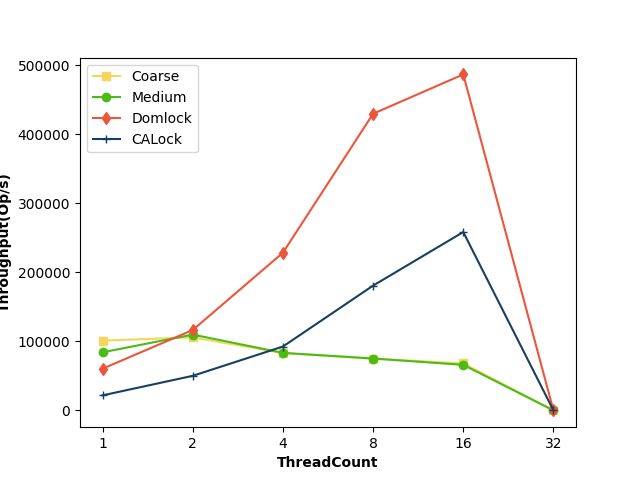 500000
400000
300000
200000
100000
0
Throughput(Op/s)
Coarse
Medium
Domlock
CALock
1 2 4 8 16 32
ThreadCount